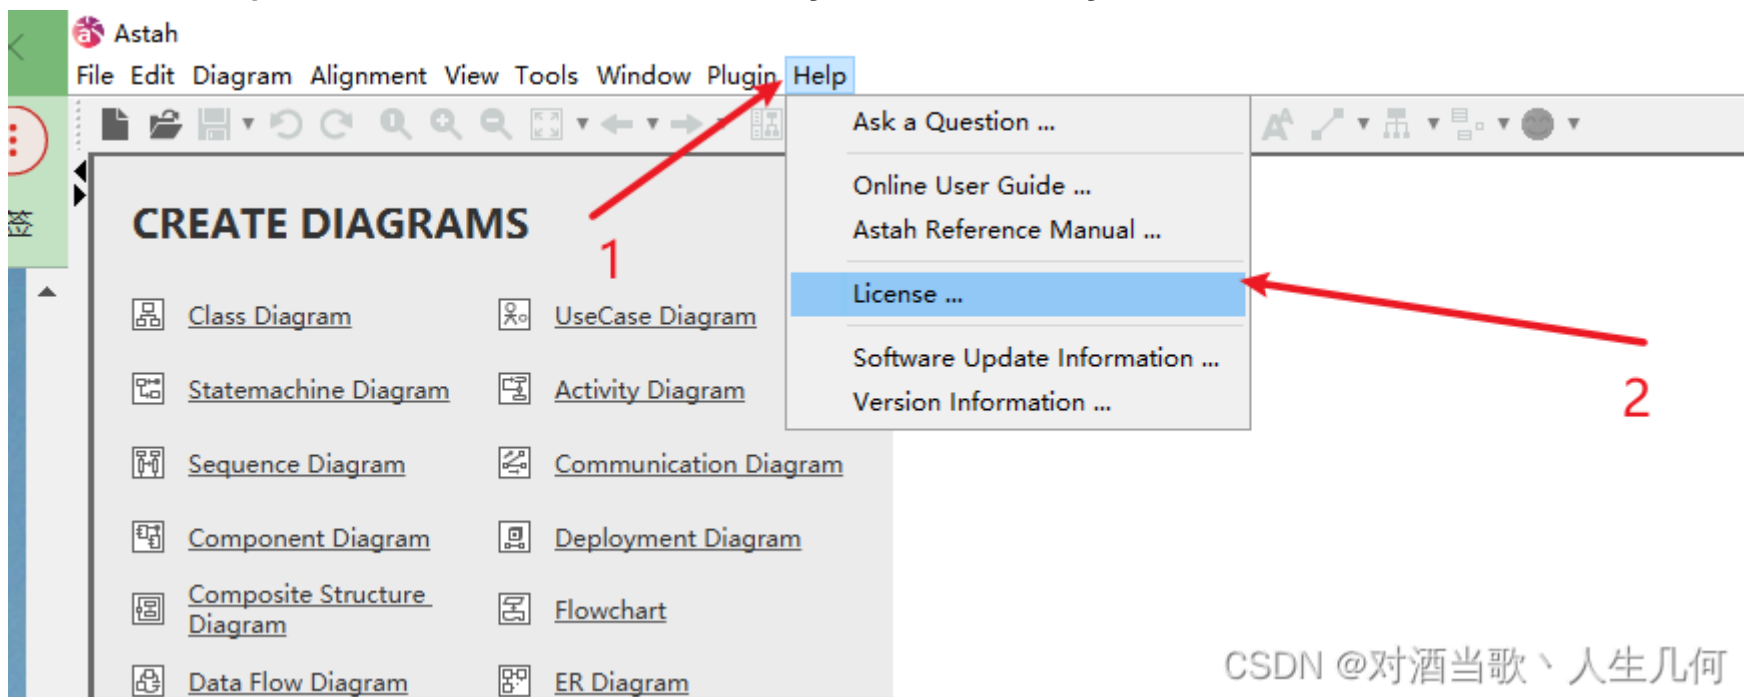 Astah
File Edit Diagram Alignment View Tools Window Plugin Help
签
CREATE DIAGRAMS
Class Diagram
UseCase Diagram
Statemachine Diagram
Activity Diagram
Sequence Diagram
Communication Diagram
Component Diagram
Deployment Diagram
Composite Structure
Diagram
Flowchart
Data Flow Diagram
ER Diagram
Ask a Question ...
Online User Guide ...
Astah Reference Manual ...
License ...
Software Update Information ...
Version Information ...
1
2
CSDN @对酒当歌丶人生几何